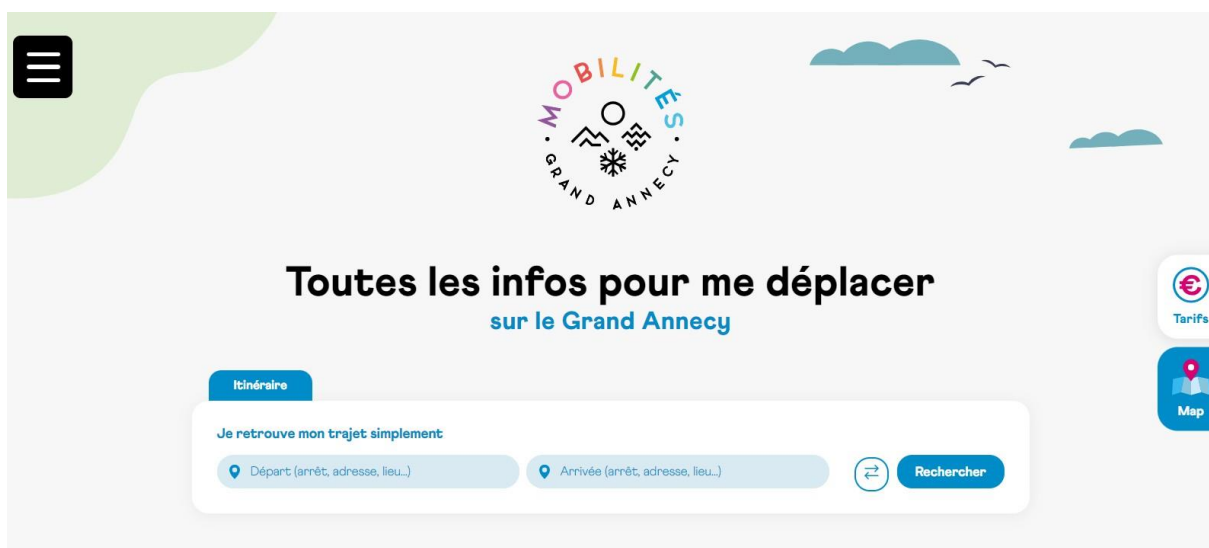 MOBILITÉS
GRAND ANNECY
Toutes les infos pour me déplacer
sur le Grand Annecy
Tarifs
Map
Itinéraire
Je retrouve mon trajet simplement
Départ (arrêt, adresse, lieu...)
Arrivée (arrêt, adresse, lieu...)
Rechercher